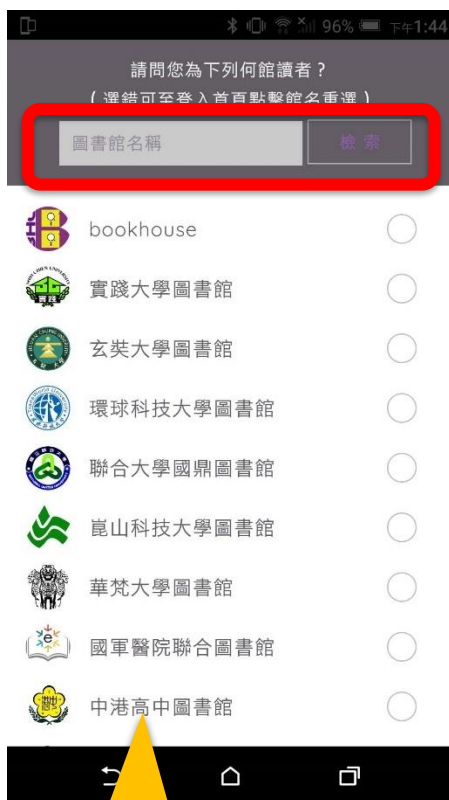 96% 下午1:44
請問您為下列何館讀者？
(選錯可至登入首頁點擊館名重選)
圖書館名稱 檢索
bookhouse
實踐大學圖書館
玄奘大學圖書館
環球科技大學圖書館
聯合大學國鼎圖書館
崑山科技大學圖書館
華梵大學圖書館
國軍醫院聯合圖書館
中港高中圖書館